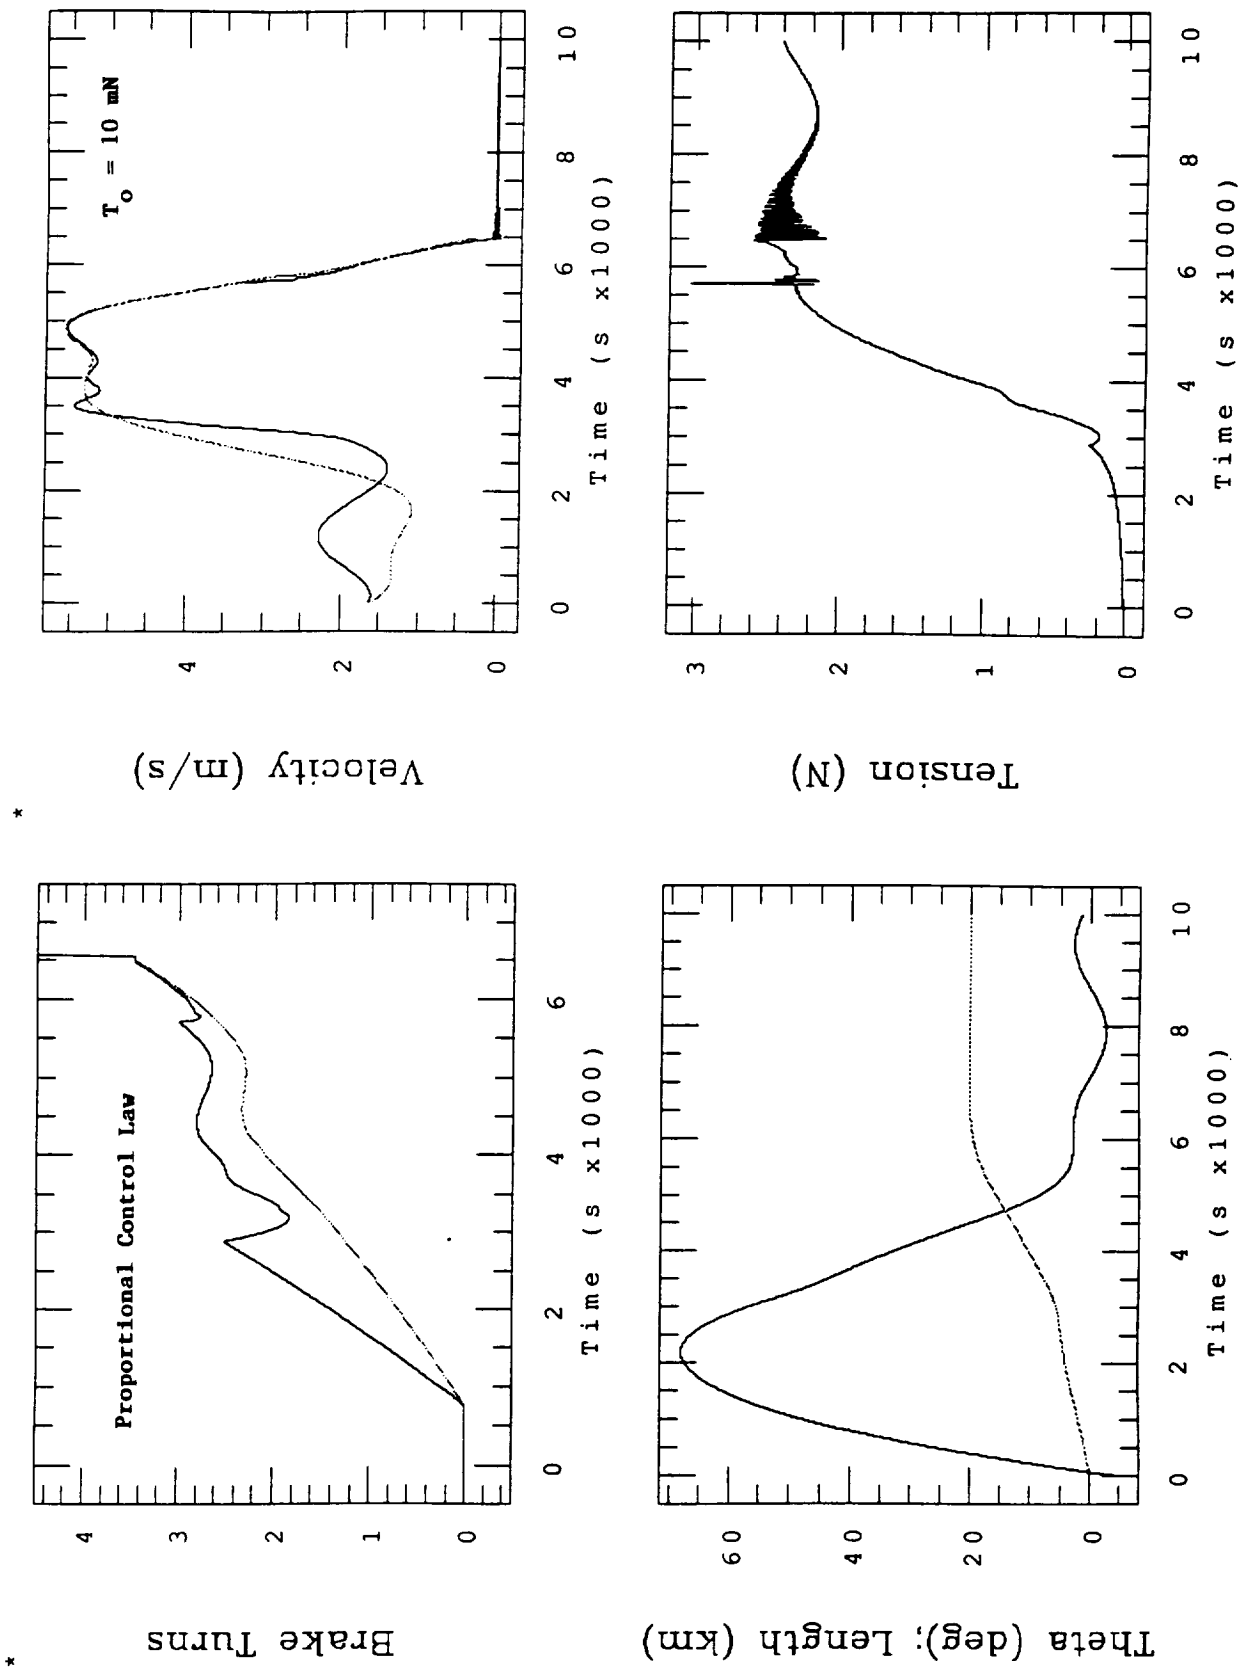 *
Brake Turns
4
3
2
1
0
Proportional Control Law
0 2 4 6
Time (s x1000)
*
Velocity (m/s)
4
2
0
T_o = 10 mN
0 2 4 6 8 10
Time (s x1000)
Theta (deg); Length (km)
60
40
20
0
0 2 4 6 8 10
Time (s x1000)
Tension (N)
3
2
1
0
0 2 4 6 8 10
Time (s x1000)